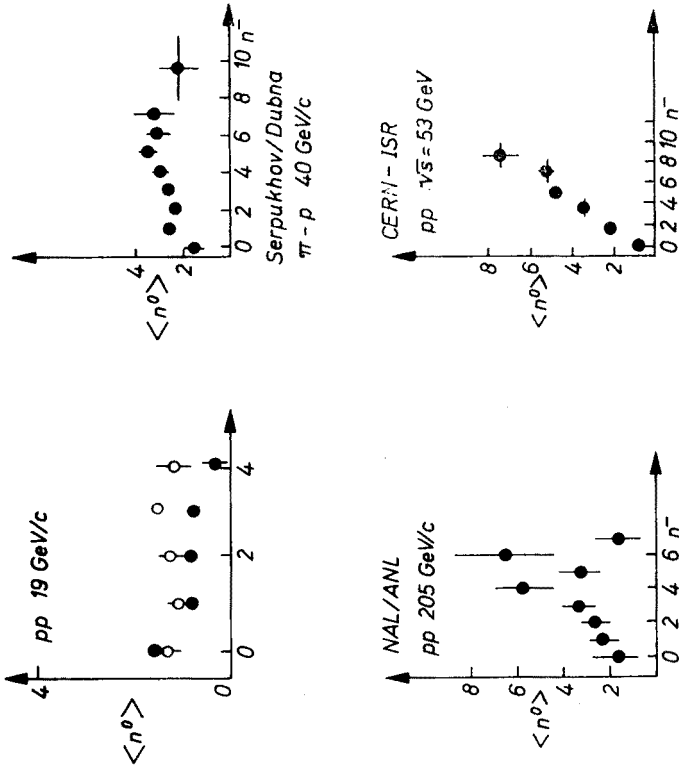 pp 19 GeV/c
<n⁰>
4
0
0
2
4
Serpukhov/Dubna
π-p 40 GeV/c
<n⁰>
4
2
0
2
4
6
8
10 n⁻
NAL/ANL
pp 205 GeV/c
<n⁰>
8
6
4
2
0
2
4
6 n⁻
CERN-ISR
pp √s = 53 GeV
<n⁰>
8
6
4
2
0 2 4 6 8 10 n⁻